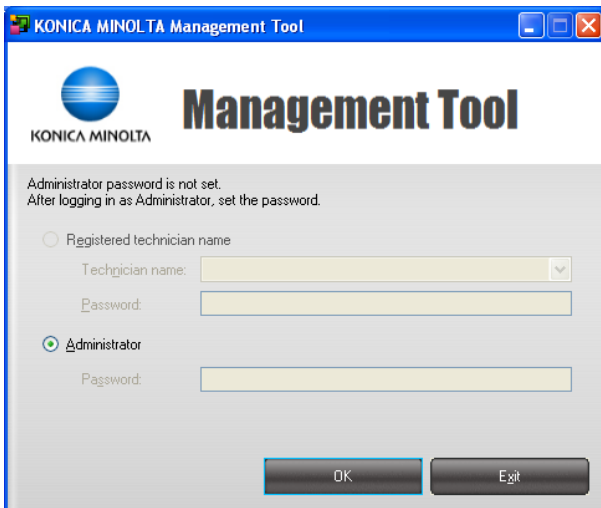 KONICA MINOLTA Management Tool
KONICA MINOLTA
Management Tool
Administrator password is not set.
After logging in as Administrator, set the password.
Registered technician name
Technician name:
Password:
Administrator
Password:
OK
Exit